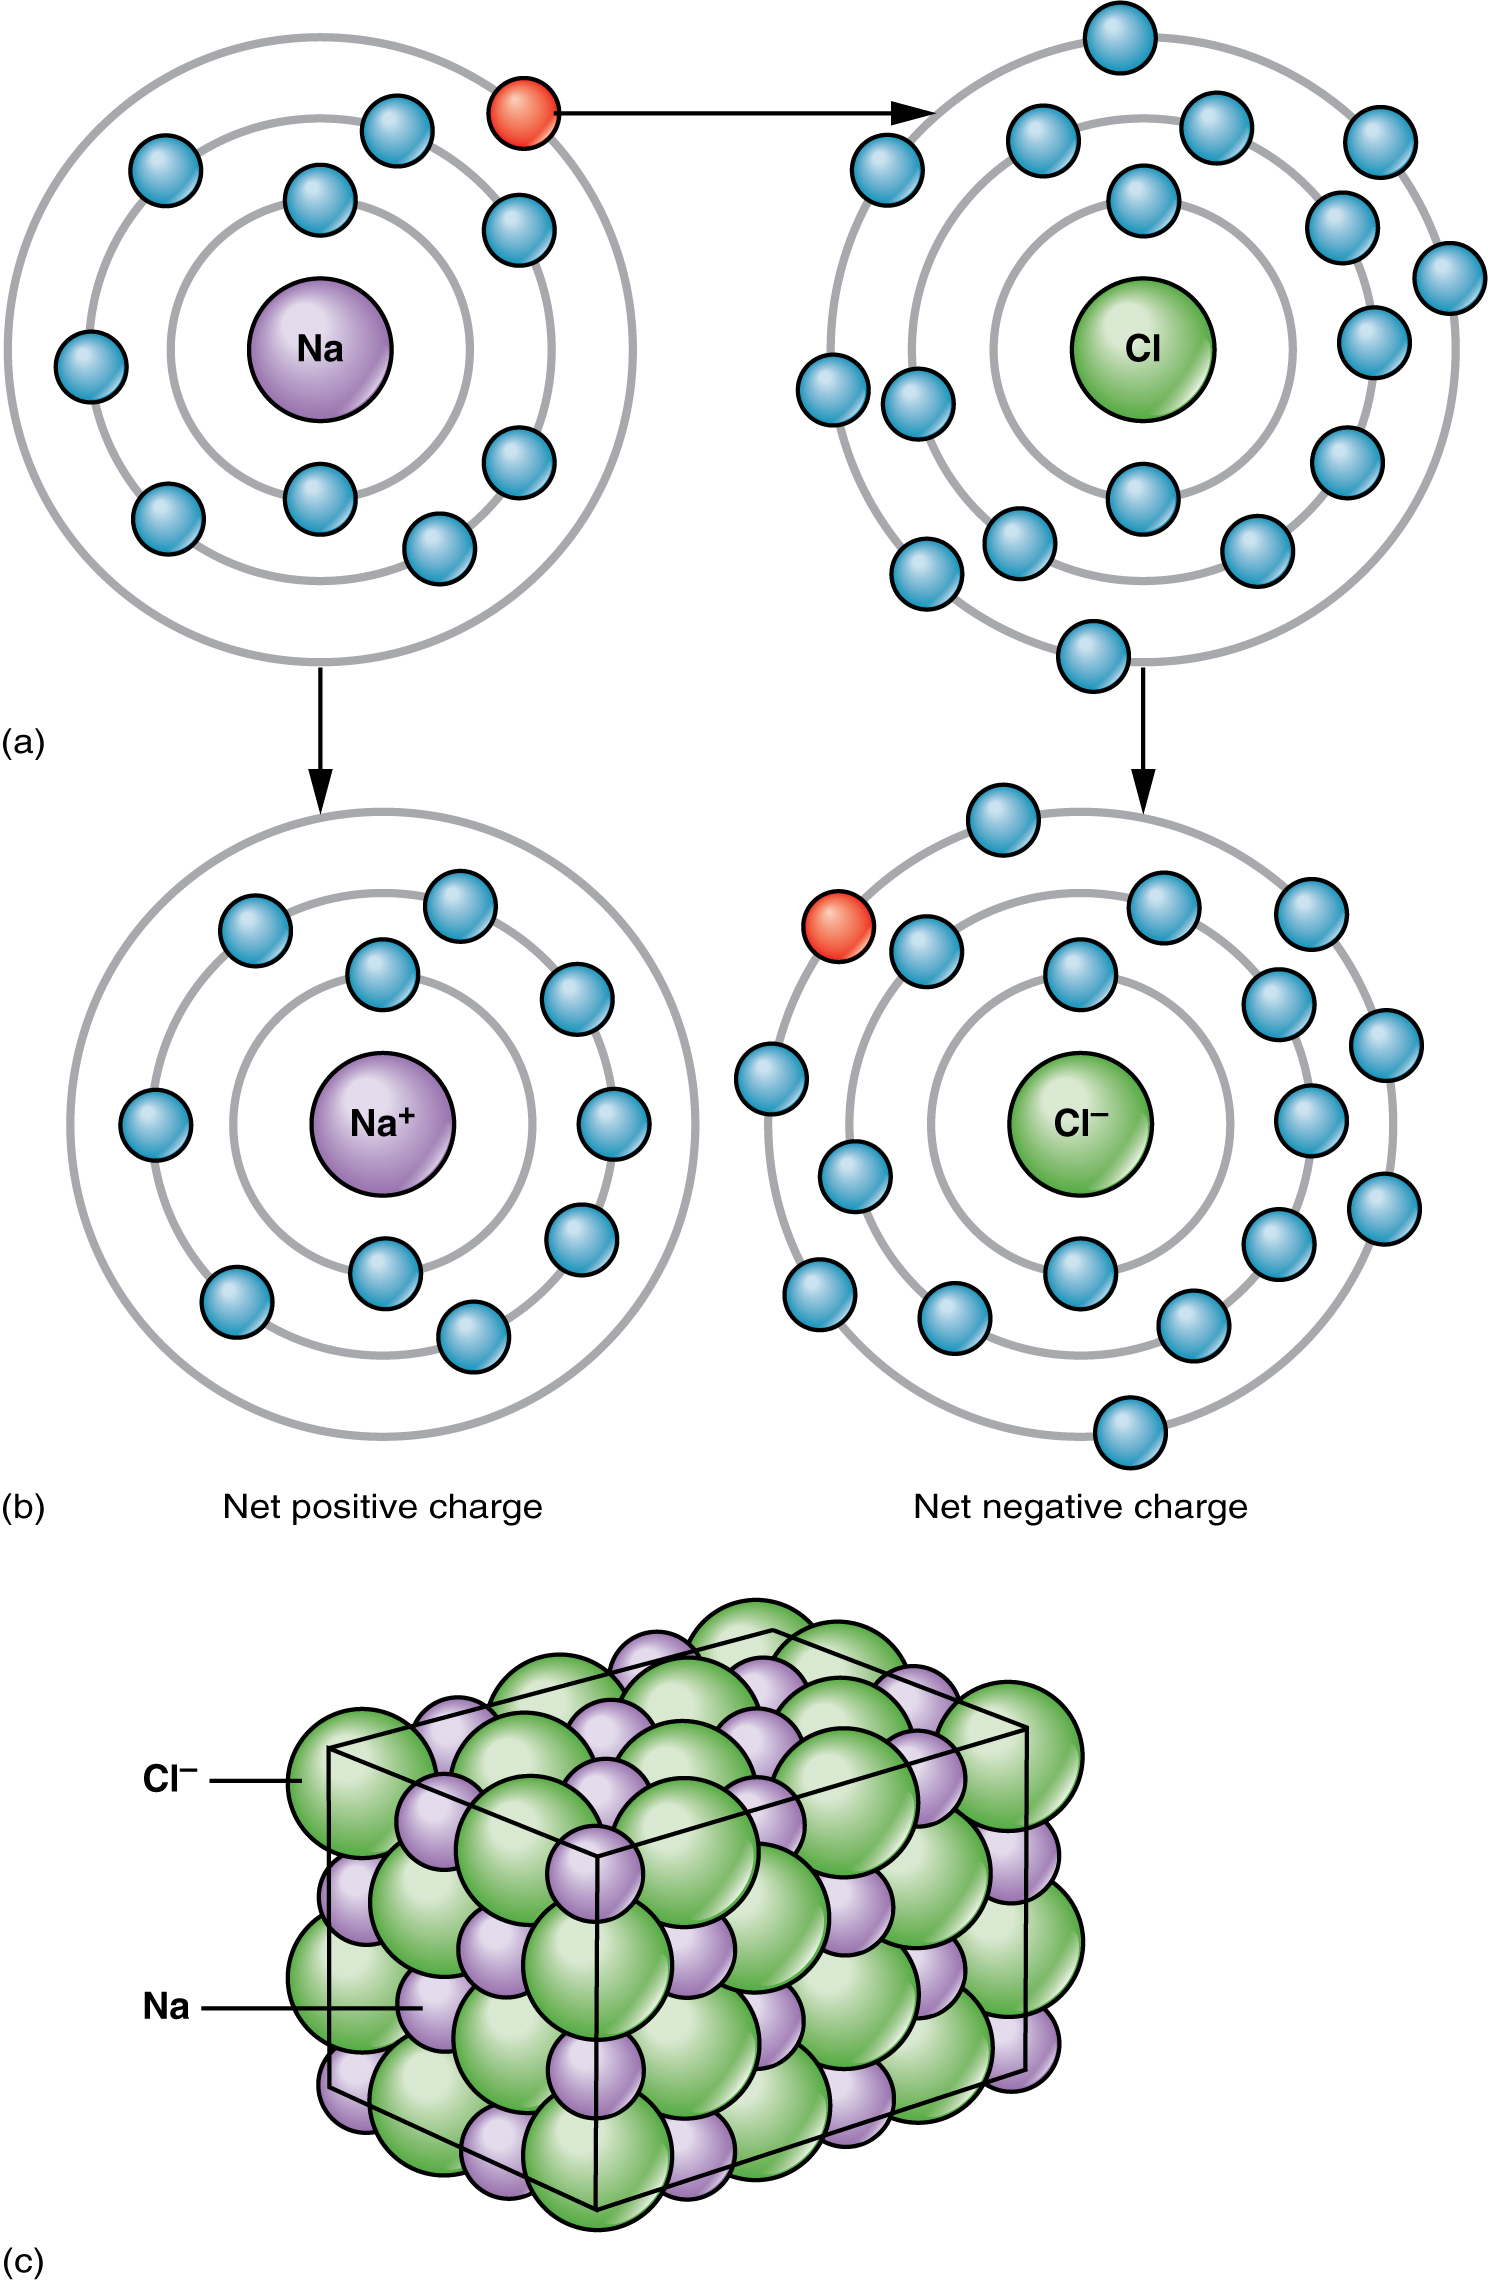 Na
Cl
(a)
Na⁺
Cl⁻
(b) Net positive charge Net negative charge
Cl⁻
Na
(c)